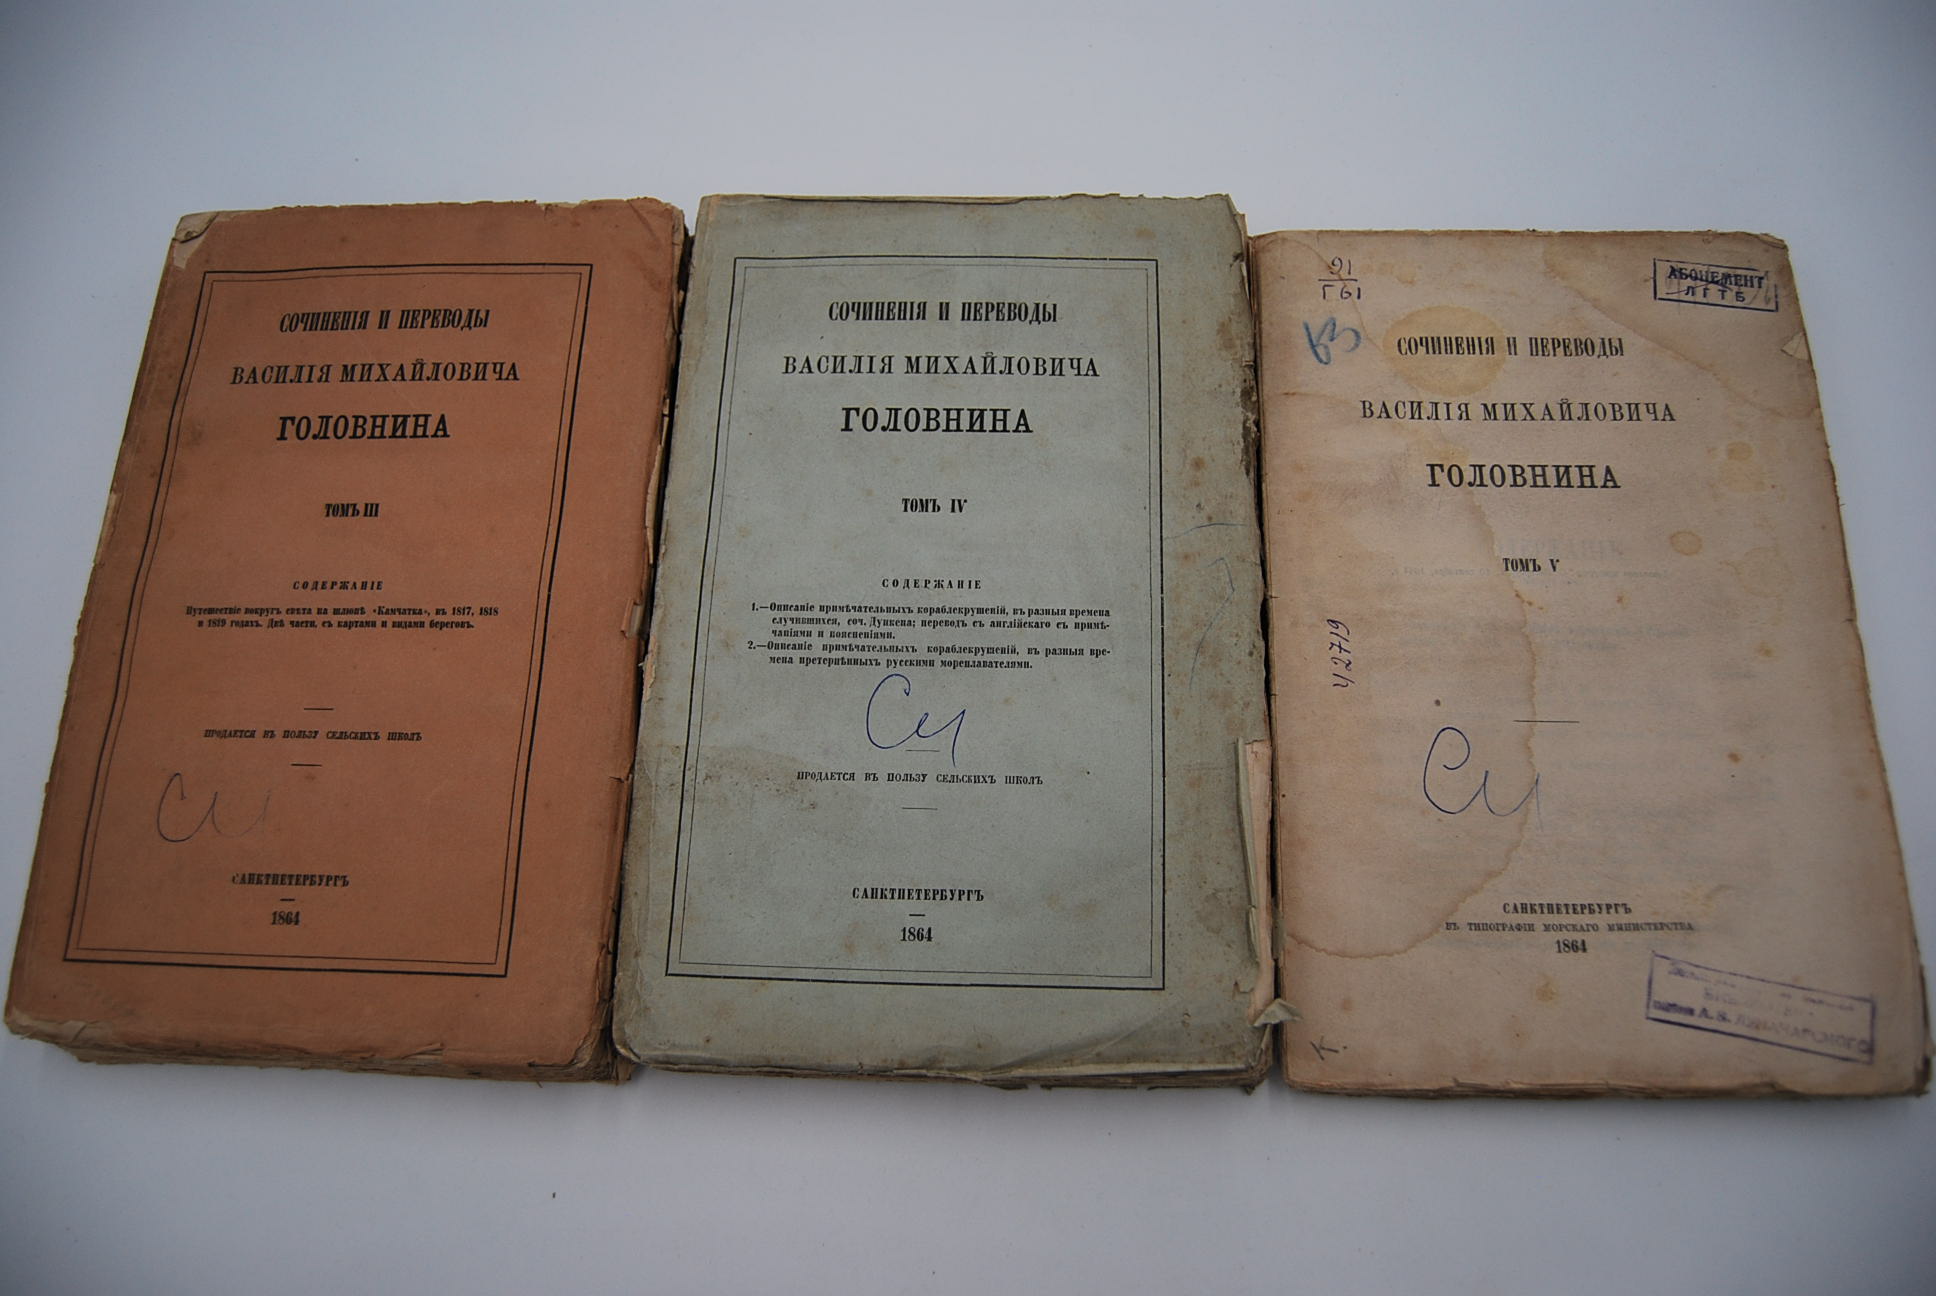 СОЧИНЕНІЯ И ПЕРЕВОДЫ
ВАСИЛІЯ МИХАЙЛОВИЧА
ГОЛОВНИНА
ТОМЪ III
СОДЕРЖАНІЕ
Путешествіе вокругъ свѣта на шлюпѣ «Камчатка», въ 1817, 1818
и 1819 годахъ. Двѣ части, съ картами и видами береговъ.
ПРОДАЕТСЯ ВЪ ПОЛЬЗУ СЕЛЬСКИХЪ ШКОЛЪ
Си
САНКТПЕТЕРБУРГЪ
1864
СОЧИНЕНІЯ И ПЕРЕВОДЫ
ВАСИЛІЯ МИХАЙЛОВИЧА
ГОЛОВНИНА
ТОМЪ IV
СОДЕРЖАНІЕ
1.—Описаніе примѣчательныхъ кораблекрушеній, въ разныя времена
случившихся, соч. Дункена; переводъ съ англійскаго съ примѣ-
чаніями и поясненіями.
2.—Описаніе примѣчательныхъ кораблекрушеній, въ разныя вре-
мена претерпѣнныхъ русскими мореплавателями.
Си
ПРОДАЕТСЯ ВЪ ПОЛЬЗУ СЕЛЬСКИХЪ ШКОЛЪ
САНКТПЕТЕРБУРГЪ
1864
91
Г 61
АБОНЕМЕНТ
ЛГТБ
СОЧИНЕНІЯ И ПЕРЕВОДЫ
ВАСИЛІЯ МИХАЙЛОВИЧА
ГОЛОВНИНА
ТОМЪ V
42719
Си
САНКТПЕТЕРБУРГЪ
ВЪ ТИПОГРАФІИ МОРСКАГО МИНИСТЕРСТВА
1864
А. В. ЛУНАЧАРСКОГО